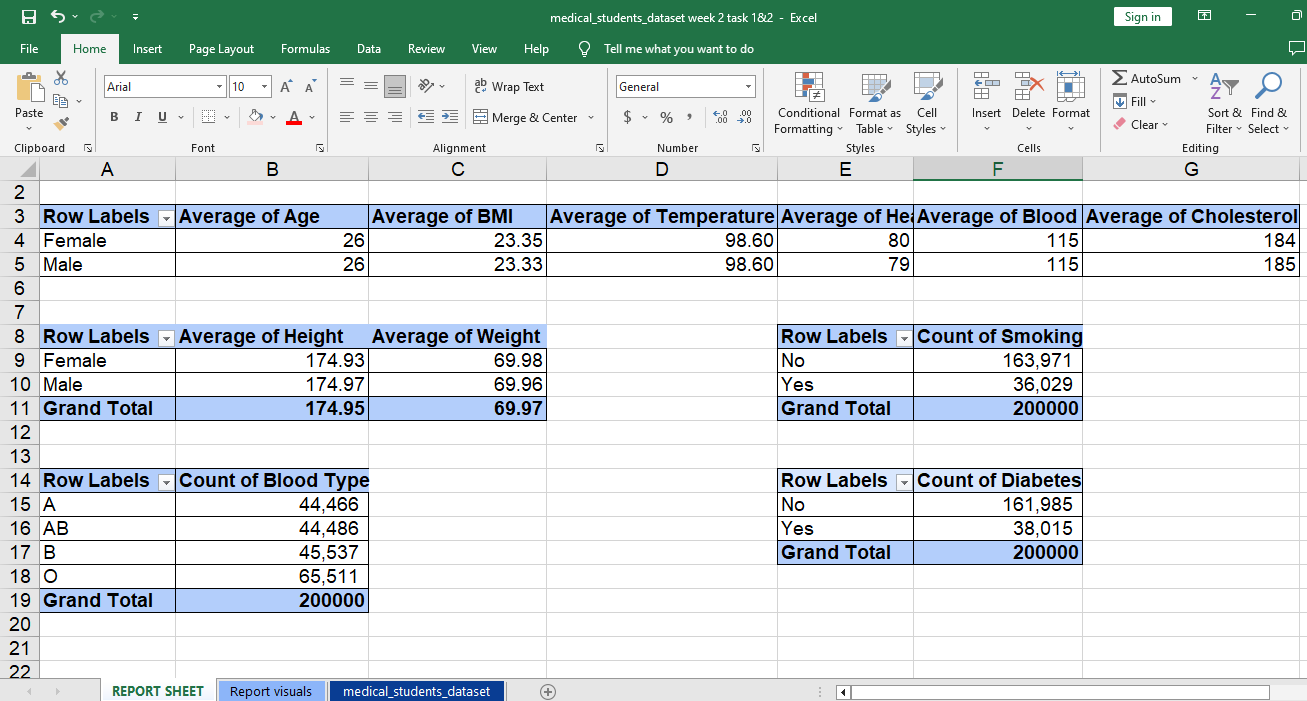 medical_students_dataset week 2 task 1&2 - Excel
Sign in
File Home Insert Page Layout Formulas Data Review View Help Tell me what you want to do
Paste
Clipboard
Arial 10 A A
B I U A
Font
Wrap Text
Merge & Center
Alignment
General
$ % ,
Number
Conditional Formatting
Format as Table
Cell Styles
Styles
Insert Delete Format
Cells
AutoSum
Fill
Clear
Sort & Filter
Find & Select
Editing
A B C D E F G
2
3 Row Labels Average of Age Average of BMI Average of Temperature Average of Hea Average of Blood Average of Cholesterol
4 Female 26 23.35 98.60 80 115 184
5 Male 26 23.33 98.60 79 115 185
6
7
8 Row Labels Average of Height Average of Weight Row Labels Count of Smoking
9 Female 174.93 69.98 No 163,971
10 Male 174.97 69.96 Yes 36,029
11 Grand Total 174.95 69.97 Grand Total 200000
12
13
14 Row Labels Count of Blood Type Row Labels Count of Diabetes
15 A 44,466 No 161,985
16 AB 44,486 Yes 38,015
17 B 45,537 Grand Total 200000
18 O 65,511
19 Grand Total 200000
20
21
22
REPORT SHEET Report visuals medical_students_dataset